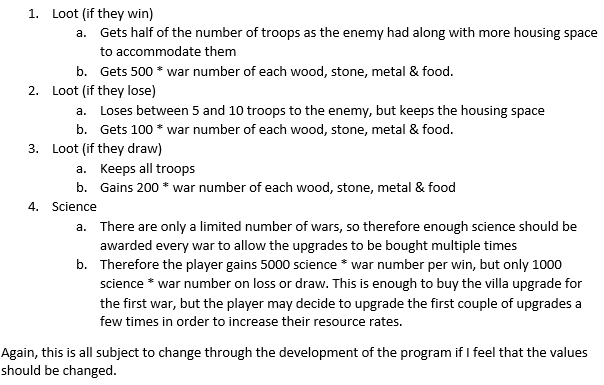 1. Loot (if they win)
a. Gets half of the number of troops as the enemy had along with more housing space
to accommodate them
b. Gets 500 * war number of each wood, stone, metal & food.
2. Loot (if they lose)
a. Loses between 5 and 10 troops to the enemy, but keeps the housing space
b. Gets 100 * war number of each wood, stone, metal & food.
3. Loot (if they draw)
a. Keeps all troops
b. Gains 200 * war number of each wood, stone, metal & food
4. Science
a. There are only a limited number of wars, so therefore enough science should be
awarded every war to allow the upgrades to be bought multiple times
b. Therefore the player gains 5000 science * war number per win, but only 1000
science * war number on loss or draw. This is enough to buy the villa upgrade for
the first war, but the player may decide to upgrade the first couple of upgrades a
few times in order to increase their resource rates.
Again, this is all subject to change through the development of the program if I feel that the values
should be changed.